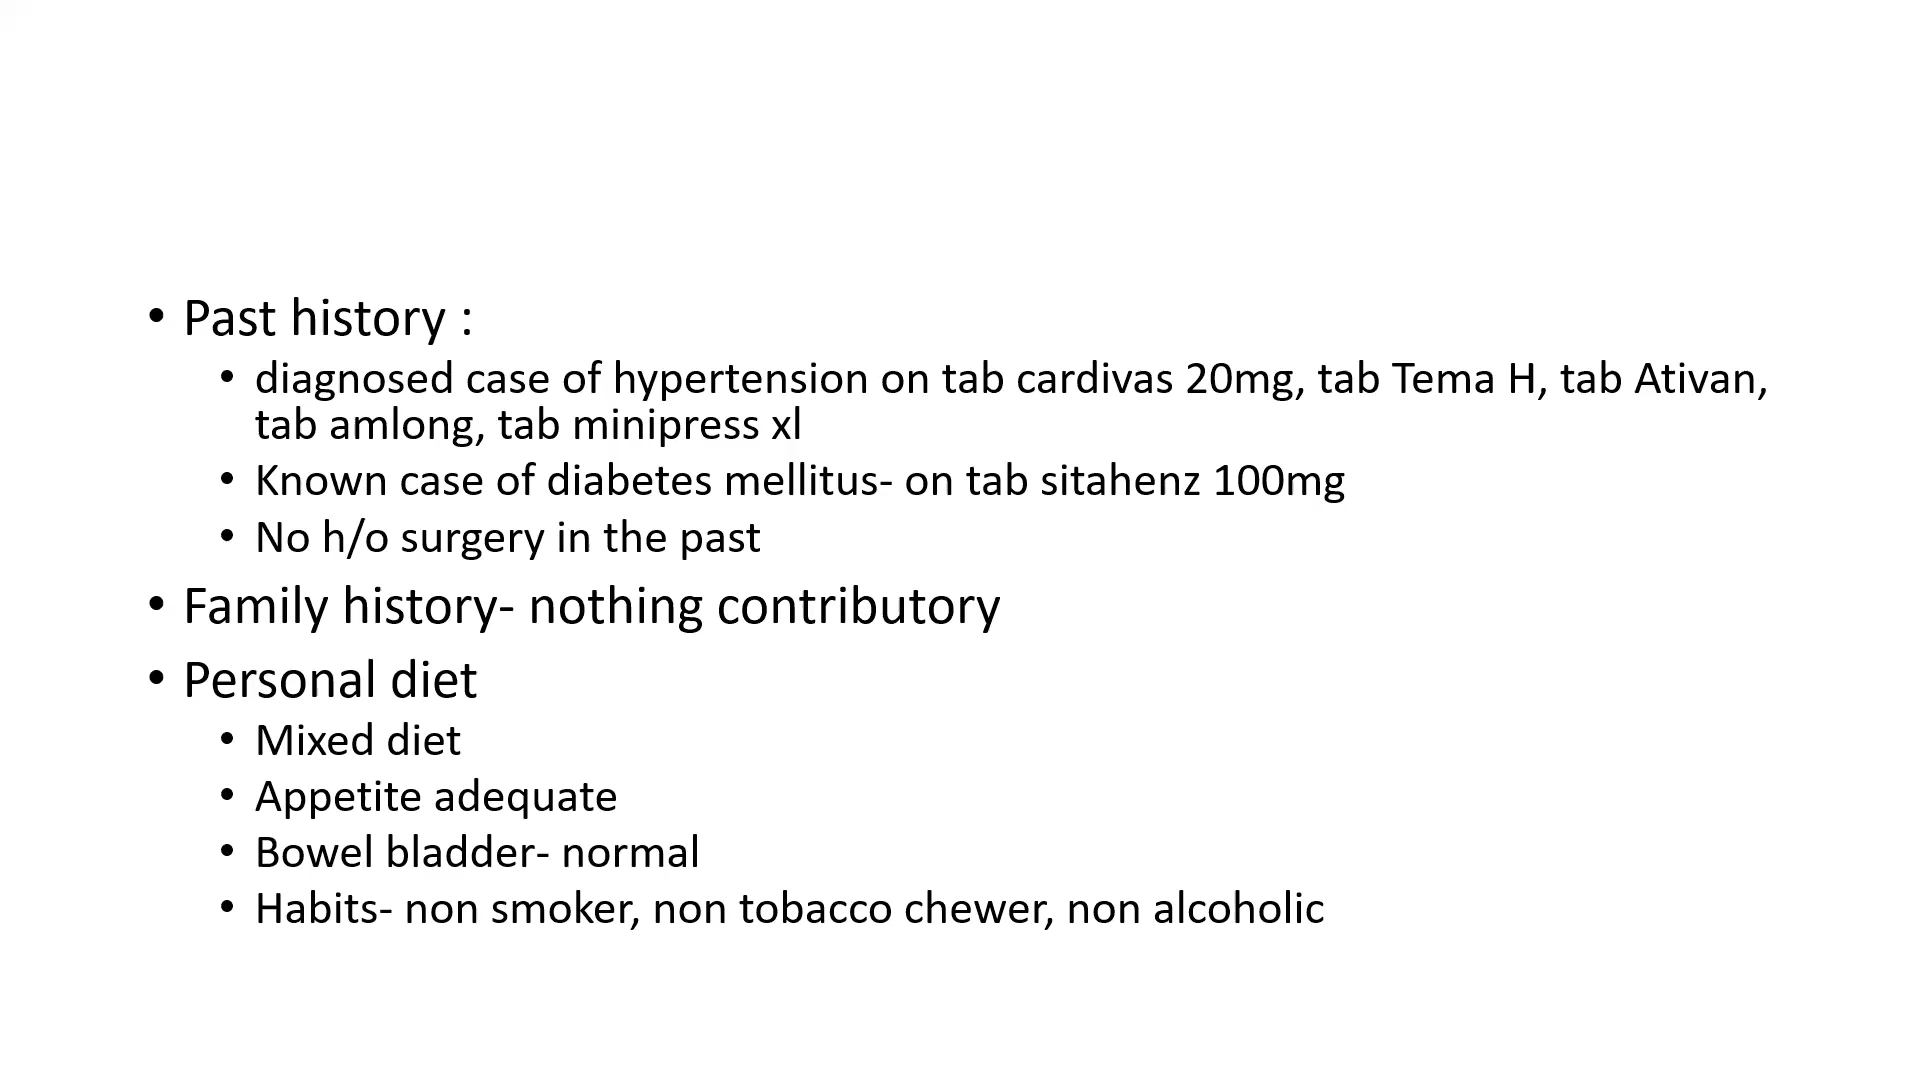 • Past history :
• diagnosed case of hypertension on tab cardivas 20mg, tab Tema H, tab Ativan,
tab amlong, tab minipress xl
• Known case of diabetes mellitus- on tab sitahenz 100mg
• No h/o surgery in the past
• Family history- nothing contributory
• Personal diet
• Mixed diet
• Appetite adequate
• Bowel bladder- normal
• Habits- non smoker, non tobacco chewer, non alcoholic